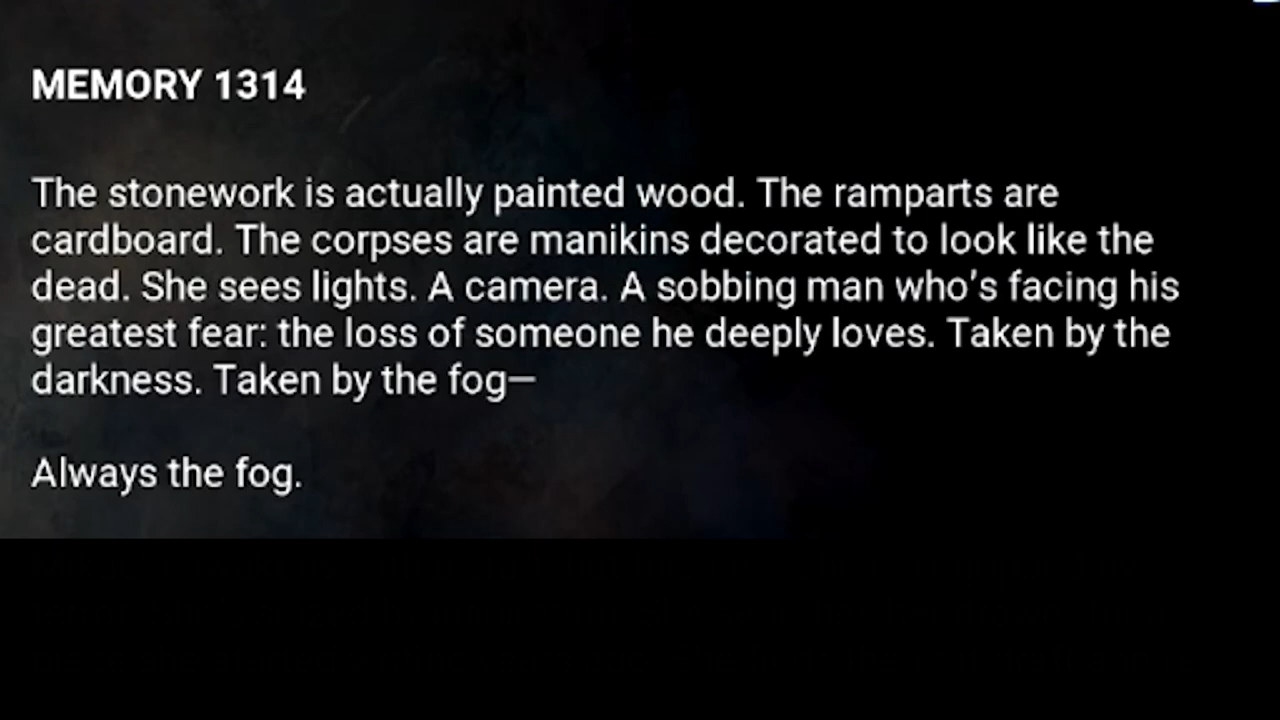 MEMORY 1314
The stonework is actually painted wood. The ramparts are
cardboard. The corpses are manikins decorated to look like the
dead. She sees lights. A camera. A sobbing man who's facing his
greatest fear: the loss of someone he deeply loves. Taken by the
darkness. Taken by the fog—
Always the fog.